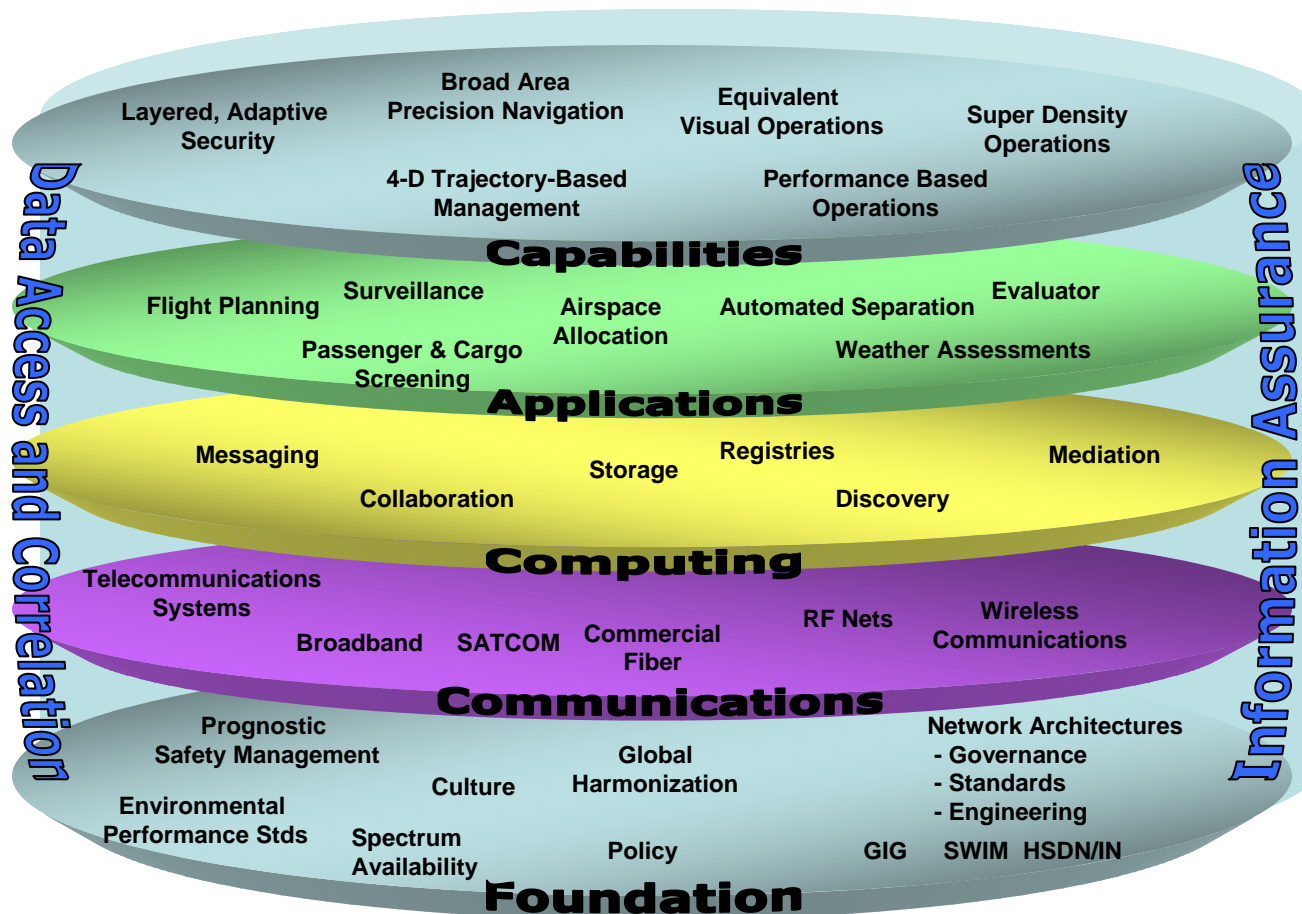 Broad Area
Precision Navigation
Layered, Adaptive
Security
Equivalent
Visual Operations
Super Density
Operations
4-D Trajectory-Based
Management
Performance Based
Operations
Capabilities
Flight Planning
Surveillance
Airspace
Allocation
Automated Separation
Evaluator
Passenger & Cargo
Screening
Weather Assessments
Applications
Messaging
Collaboration
Storage
Registries
Discovery
Mediation
Computing
Telecommunications
Systems
Broadband
SATCOM
Commercial
Fiber
RF Nets
Wireless
Communications
Communications
Prognostic
Safety Management
Culture
Global
Harmonization
Network Architectures
- Governance
- Standards
- Engineering
Environmental
Performance Stds
Spectrum
Availability
Policy
GIG
SWIM
HSDN/IN
Foundation
Data Access and Correlation
Information Assurance